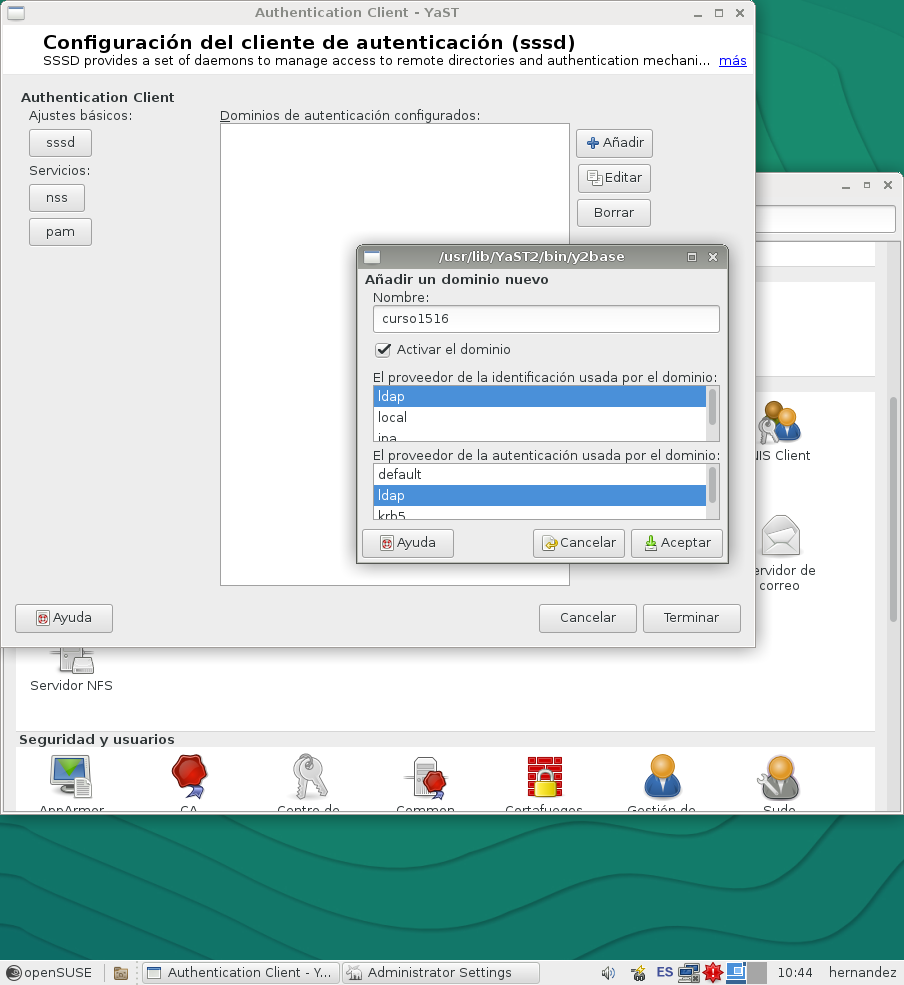 Authentication Client - YaST
Configuración del cliente de autenticación (sssd)
SSSD provides a set of daemons to manage access to remote directories and authentication mechani... más
Authentication Client
Ajustes básicos:
sssd
Servicios:
nss
pam
Dominios de autenticación configurados:
Añadir
Editar
Borrar
/usr/lib/YaST2/bin/y2base
Añadir un dominio nuevo
Nombre:
curso1516
Activar el dominio
El proveedor de la identificación usada por el dominio:
ldap
local
ipa
El proveedor de la autenticación usada por el dominio:
default
ldap
krb5
Ayuda
Cancelar
Aceptar
Ayuda
Cancelar
Terminar
NIS Client
ervidor de
correo
Servidor NFS
Seguridad y usuarios
AppArmor
CA
Centro de
Common
Cortafuegos
Gestión de
Sudo
openSUSE
Authentication Client - Y...
Administrator Settings
ES
10:44
hernandez